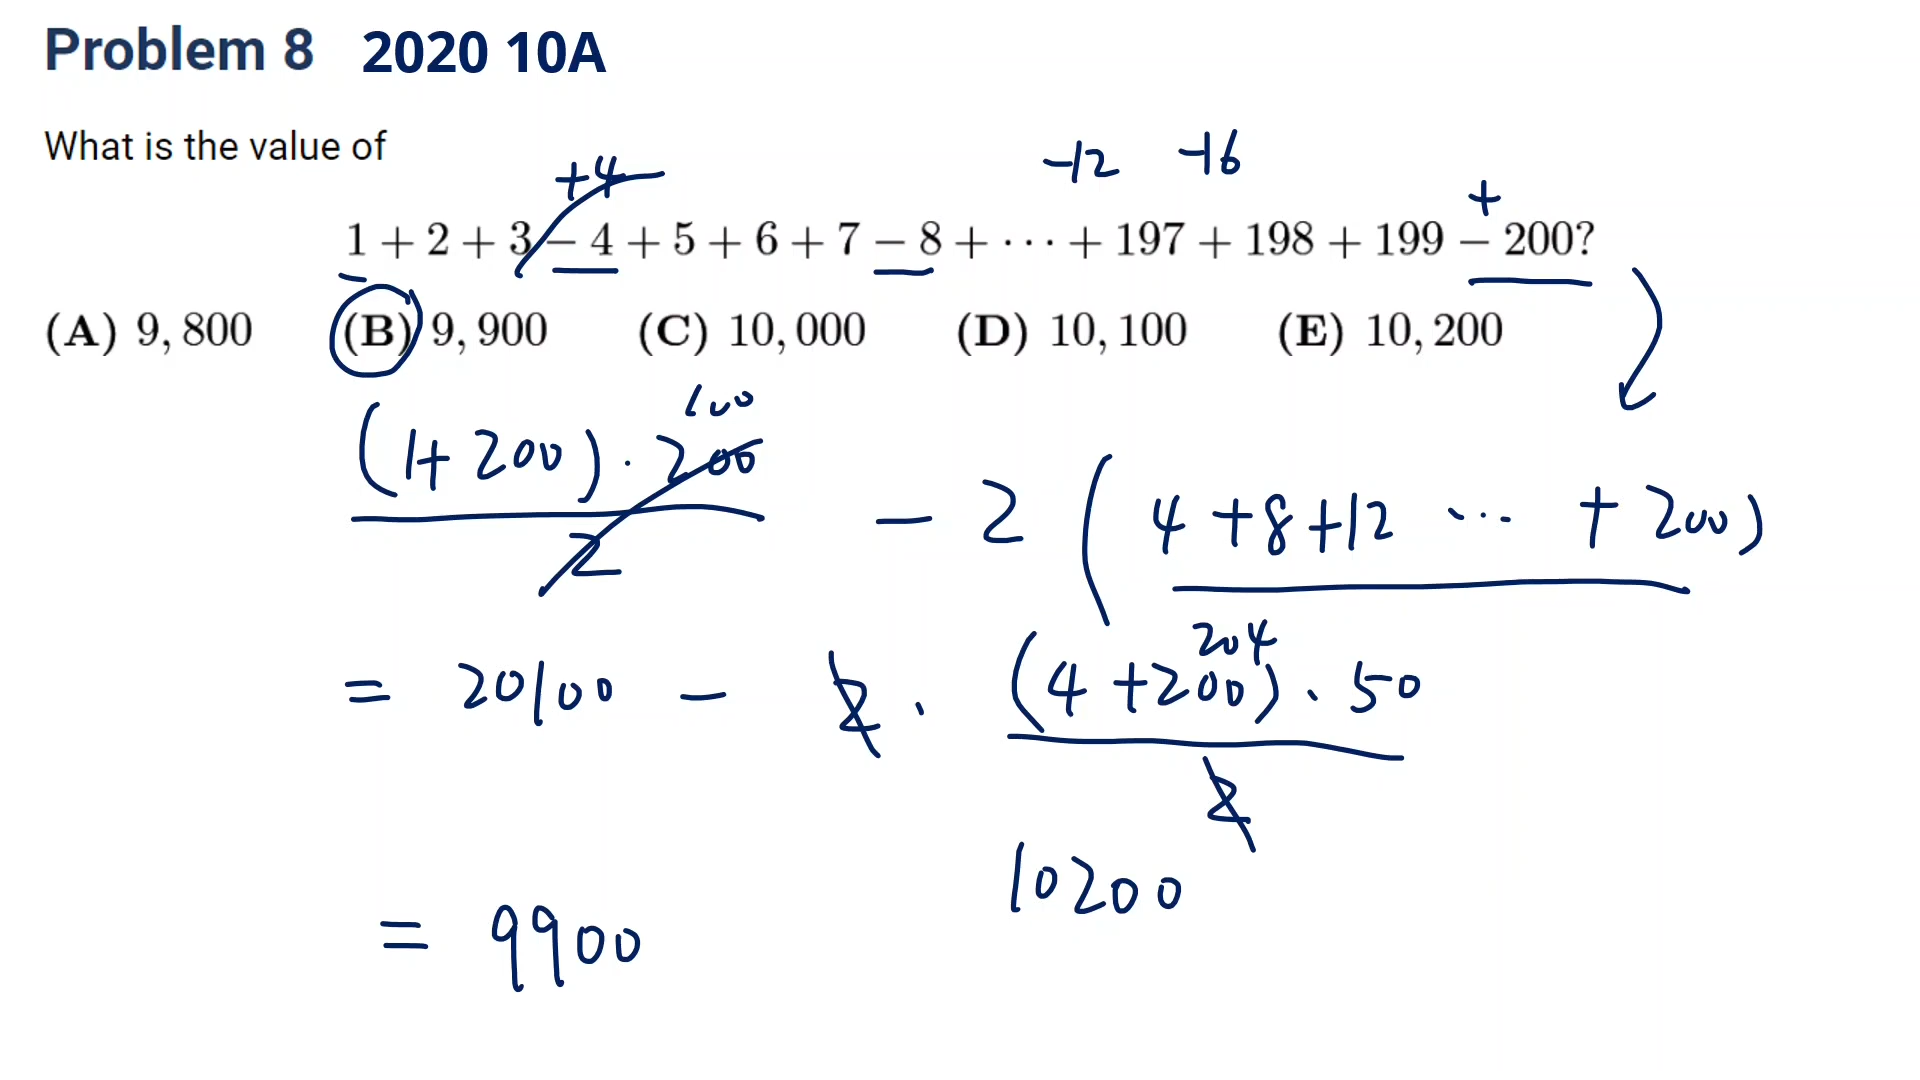 Problem 8 2020 10A
What is the value of
+4 -12 -16 +
1 + 2 + 3 − 4 + 5 + 6 + 7 − 8 + ··· + 197 + 198 + 199 − 200?
(A) 9,800 (B) 9,900 (C) 10,000 (D) 10,100 (E) 10,200
100
(1+200)·200
2
- 2 (4+8+12 ... +200)
204
= 20100 - 2 · (4+200)·50
2
10200
= 9900